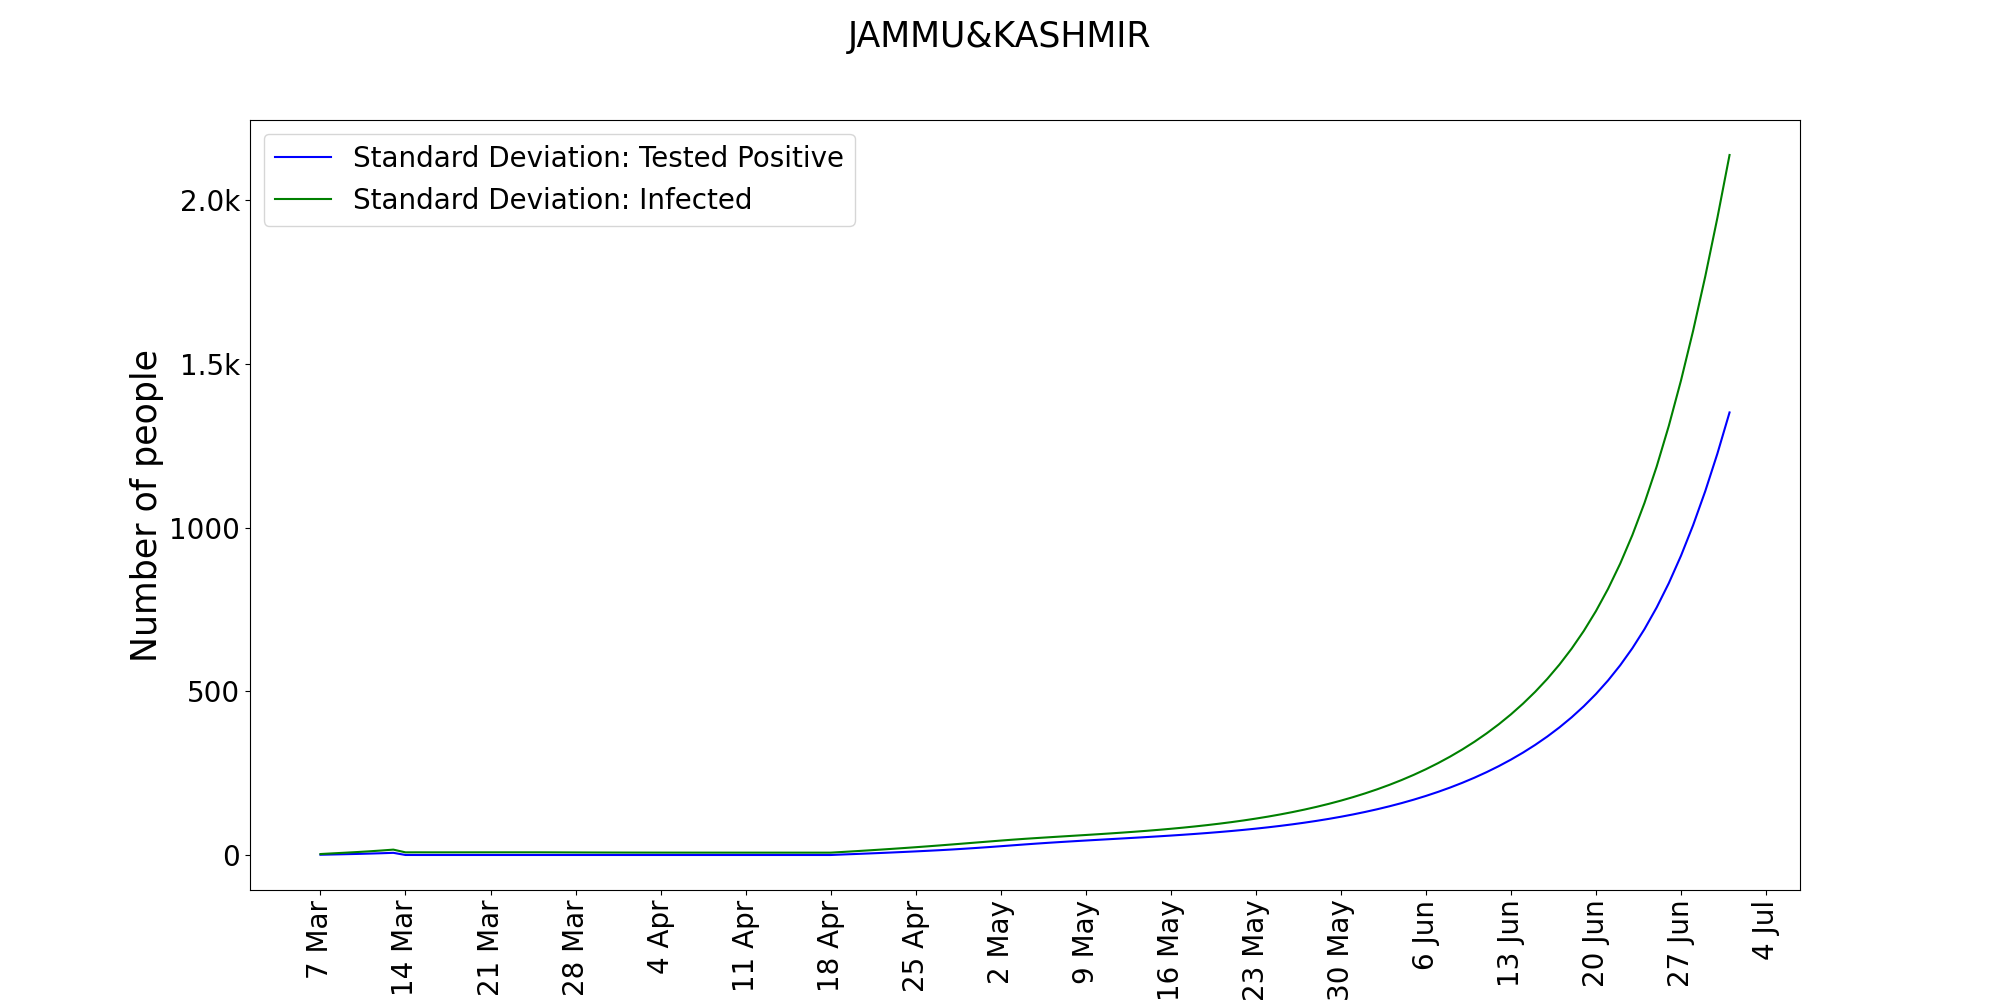 JAMMU&KASHMIR
Standard Deviation: Tested Positive
Standard Deviation: Infected
Number of people
2.0k
1.5k
1000
500
0
7 Mar
14 Mar
21 Mar
28 Mar
4 Apr
11 Apr
18 Apr
25 Apr
2 May
9 May
16 May
23 May
30 May
6 Jun
13 Jun
20 Jun
27 Jun
4 Jul